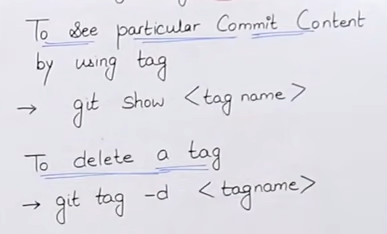 To see particular Commit Content
by using tag
→ git show <tag name>
To delete a tag
→ git tag -d <tagname>